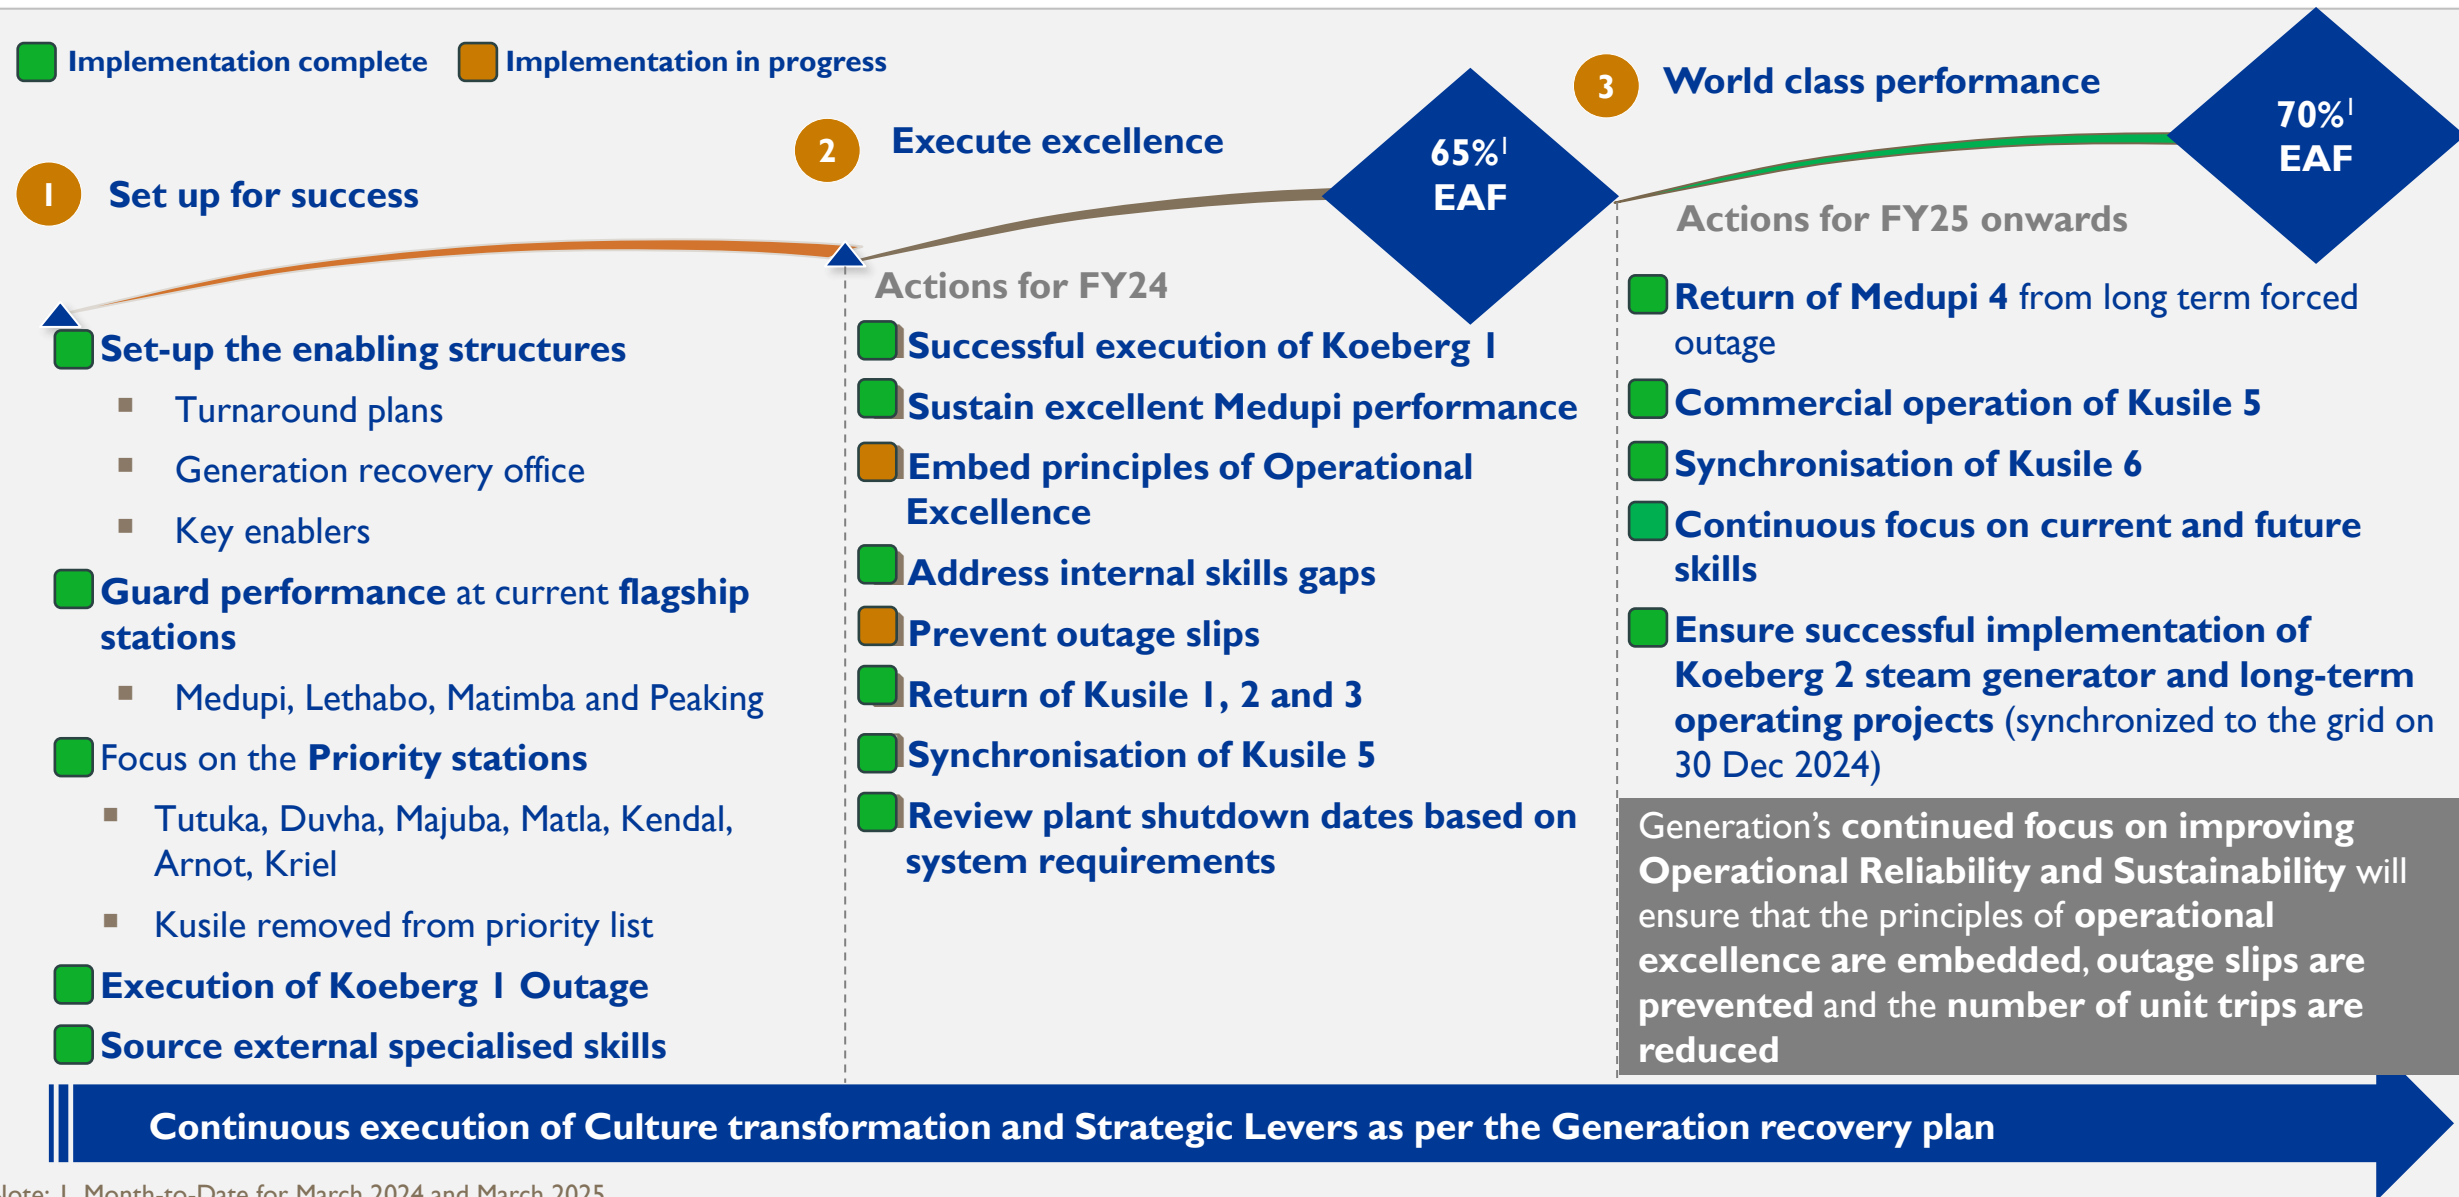 Implementation complete
Implementation in progress
1
Set up for success
Set-up the enabling structures
Turnaround plans
Generation recovery office
Key enablers
Guard performance at current flagship
stations
Medupi, Lethabo, Matimba and Peaking
Focus on the Priority stations
Tutuka, Duvha, Majuba, Matla, Kendal,
Arnot, Kriel
Kusile removed from priority list
Execution of Koeberg 1 Outage
Source external specialised skills
2
Execute excellence
65%¹
EAF
Actions for FY24
Successful execution of Koeberg 1
Sustain excellent Medupi performance
Embed principles of Operational
Excellence
Address internal skills gaps
Prevent outage slips
Return of Kusile 1, 2 and 3
Synchronisation of Kusile 5
Review plant shutdown dates based on
system requirements
3
World class performance
70%¹
EAF
Actions for FY25 onwards
Return of Medupi 4 from long term forced
outage
Commercial operation of Kusile 5
Synchronisation of Kusile 6
Continuous focus on current and future
skills
Ensure successful implementation of
Koeberg 2 steam generator and long-term
operating projects (synchronized to the grid on
30 Dec 2024)
Generation's continued focus on improving
Operational Reliability and Sustainability will
ensure that the principles of operational
excellence are embedded, outage slips are
prevented and the number of unit trips are
reduced
Continuous execution of Culture transformation and Strategic Levers as per the Generation recovery plan
Note: 1. Month-to-Date for March 2024 and March 2025